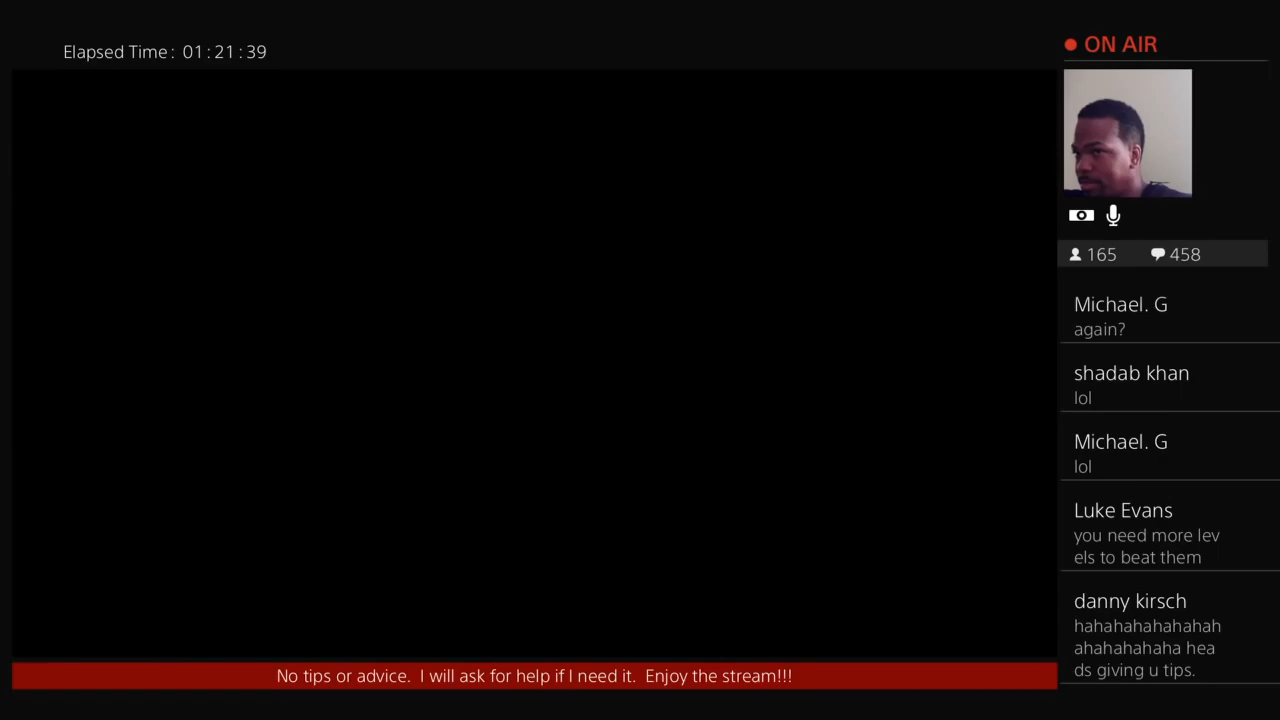 Elapsed Time: 01:21:39
ON AIR
165 458
Michael. G
again?
shadab khan
lol
Michael. G
lol
Luke Evans
you need more lev
els to beat them
danny kirsch
hahahahahahahah
ahahahahaha hea
ds giving u tips.
No tips or advice. I will ask for help if I need it. Enjoy the stream!!!